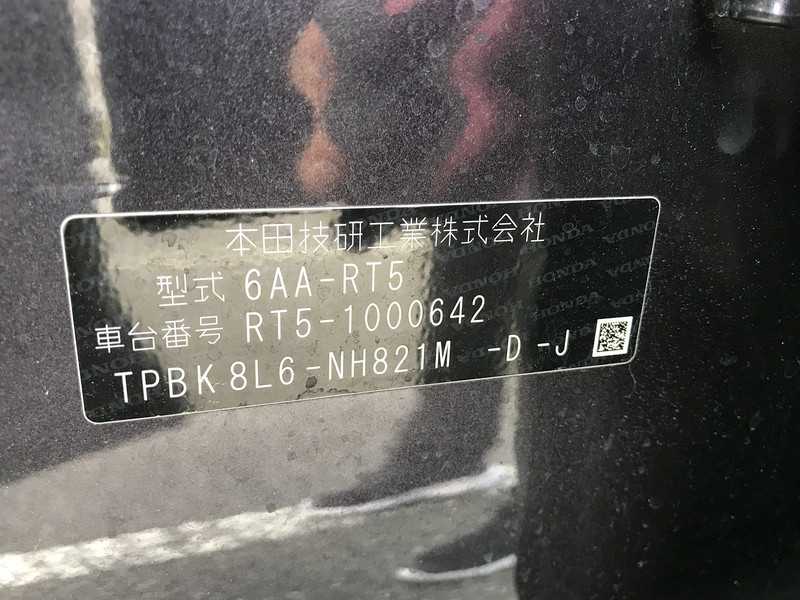 本田技研工業株式会社
型式 6AA-RT5
車台番号 RT5-1000642
TPBK 8L6-NH821M -D-J